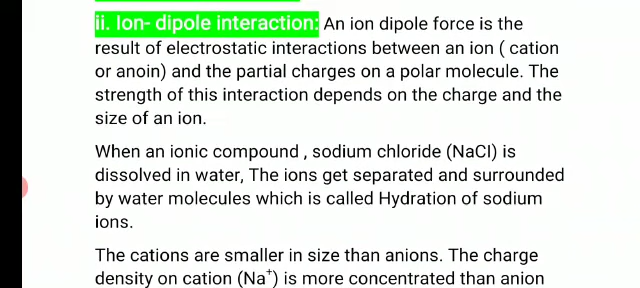 ii. Ion- dipole interaction: An ion dipole force is the
result of electrostatic interactions between an ion ( cation
or anoin) and the partial charges on a polar molecule. The
strength of this interaction depends on the charge and the
size of an ion.
When an ionic compound , sodium chloride (NaCl) is
dissolved in water, The ions get separated and surrounded
by water molecules which is called Hydration of sodium
ions.
The cations are smaller in size than anions. The charge
density on cation (Na⁺) is more concentrated than anion